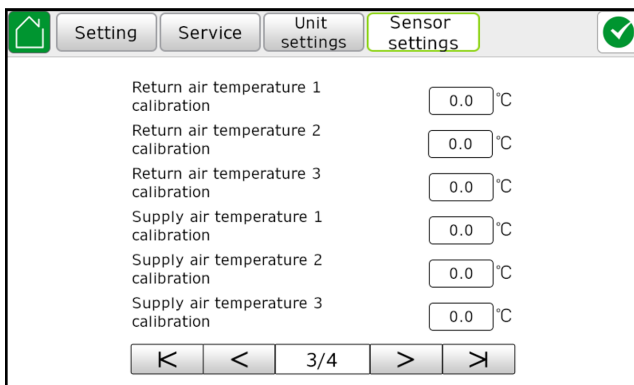 Setting
Service
Unit
settings
Sensor
settings
Return air temperature 1
calibration
0.0 °C
Return air temperature 2
calibration
0.0 °C
Return air temperature 3
calibration
0.0 °C
Supply air temperature 1
calibration
0.0 °C
Supply air temperature 2
calibration
0.0 °C
Supply air temperature 3
calibration
0.0 °C
3/4